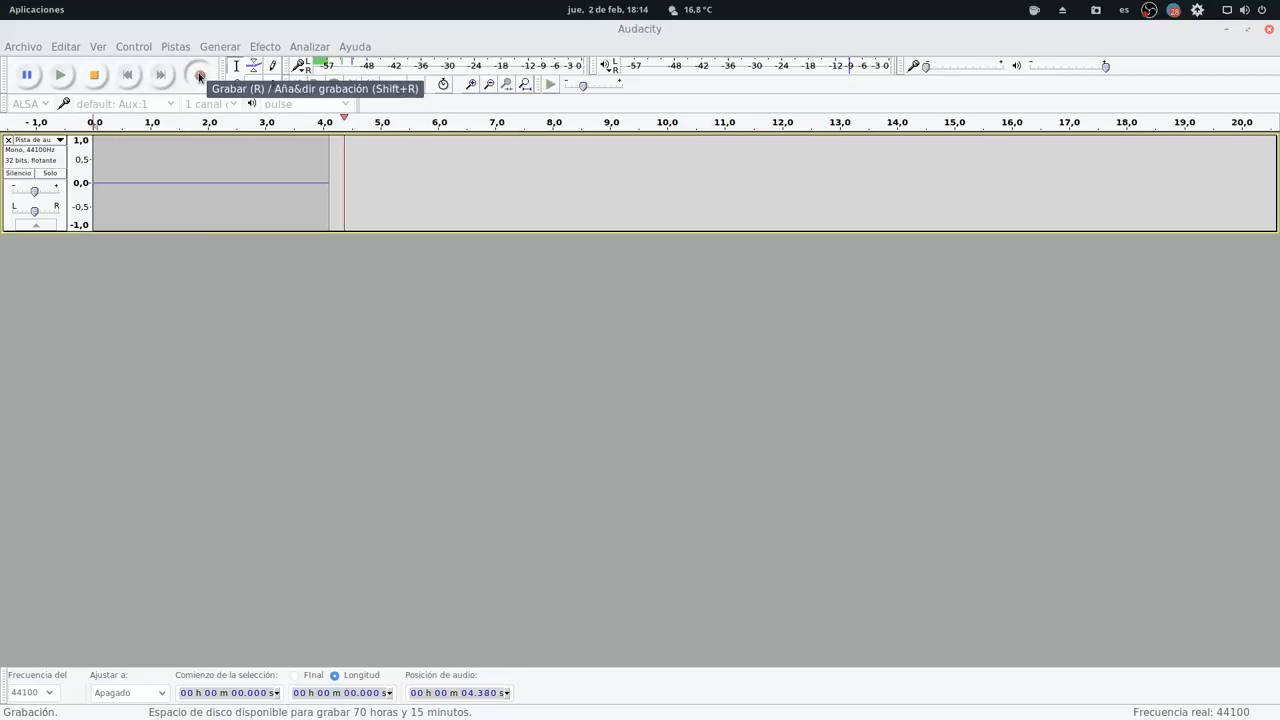 Aplicaciones
jue, 2 de feb, 18:14
16,8 °C
es
28
Audacity
Archivo Editar Ver Control Pistas Generar Efecto Analizar Ayuda
L
R
-57 -48 -42 -36 -30 -24 -18 -12 -9 -6 -3 0
L
R
-57 -48 -42 -36 -30 -24 -18 -12 -9 -6 -3 0
- + - +
Grabar (R) / Aña&dir grabación (Shift+R)
- +
ALSA default: Aux:1 1 canal ( pulse
- 1,0 0,0 1,0 2,0 3,0 4,0 5,0 6,0 7,0 8,0 9,0 10,0 11,0 12,0 13,0 14,0 15,0 16,0 17,0 18,0 19,0 20,0
Pista de au
Mono, 44100Hz
32 bits, flotante
Silencio Solo
- +
L R
1,0
0,5
0,0
-0,5
-1,0
Frecuencia del Ajustar a: Comienzo de la selección: FInal Longitud Posición de audio:
44100 Apagado 00 h 00 m 00.000 s 00 h 00 m 00.000 s 00 h 00 m 04.380 s
Grabación. Espacio de disco disponible para grabar 70 horas y 15 minutos. Frecuencia real: 44100